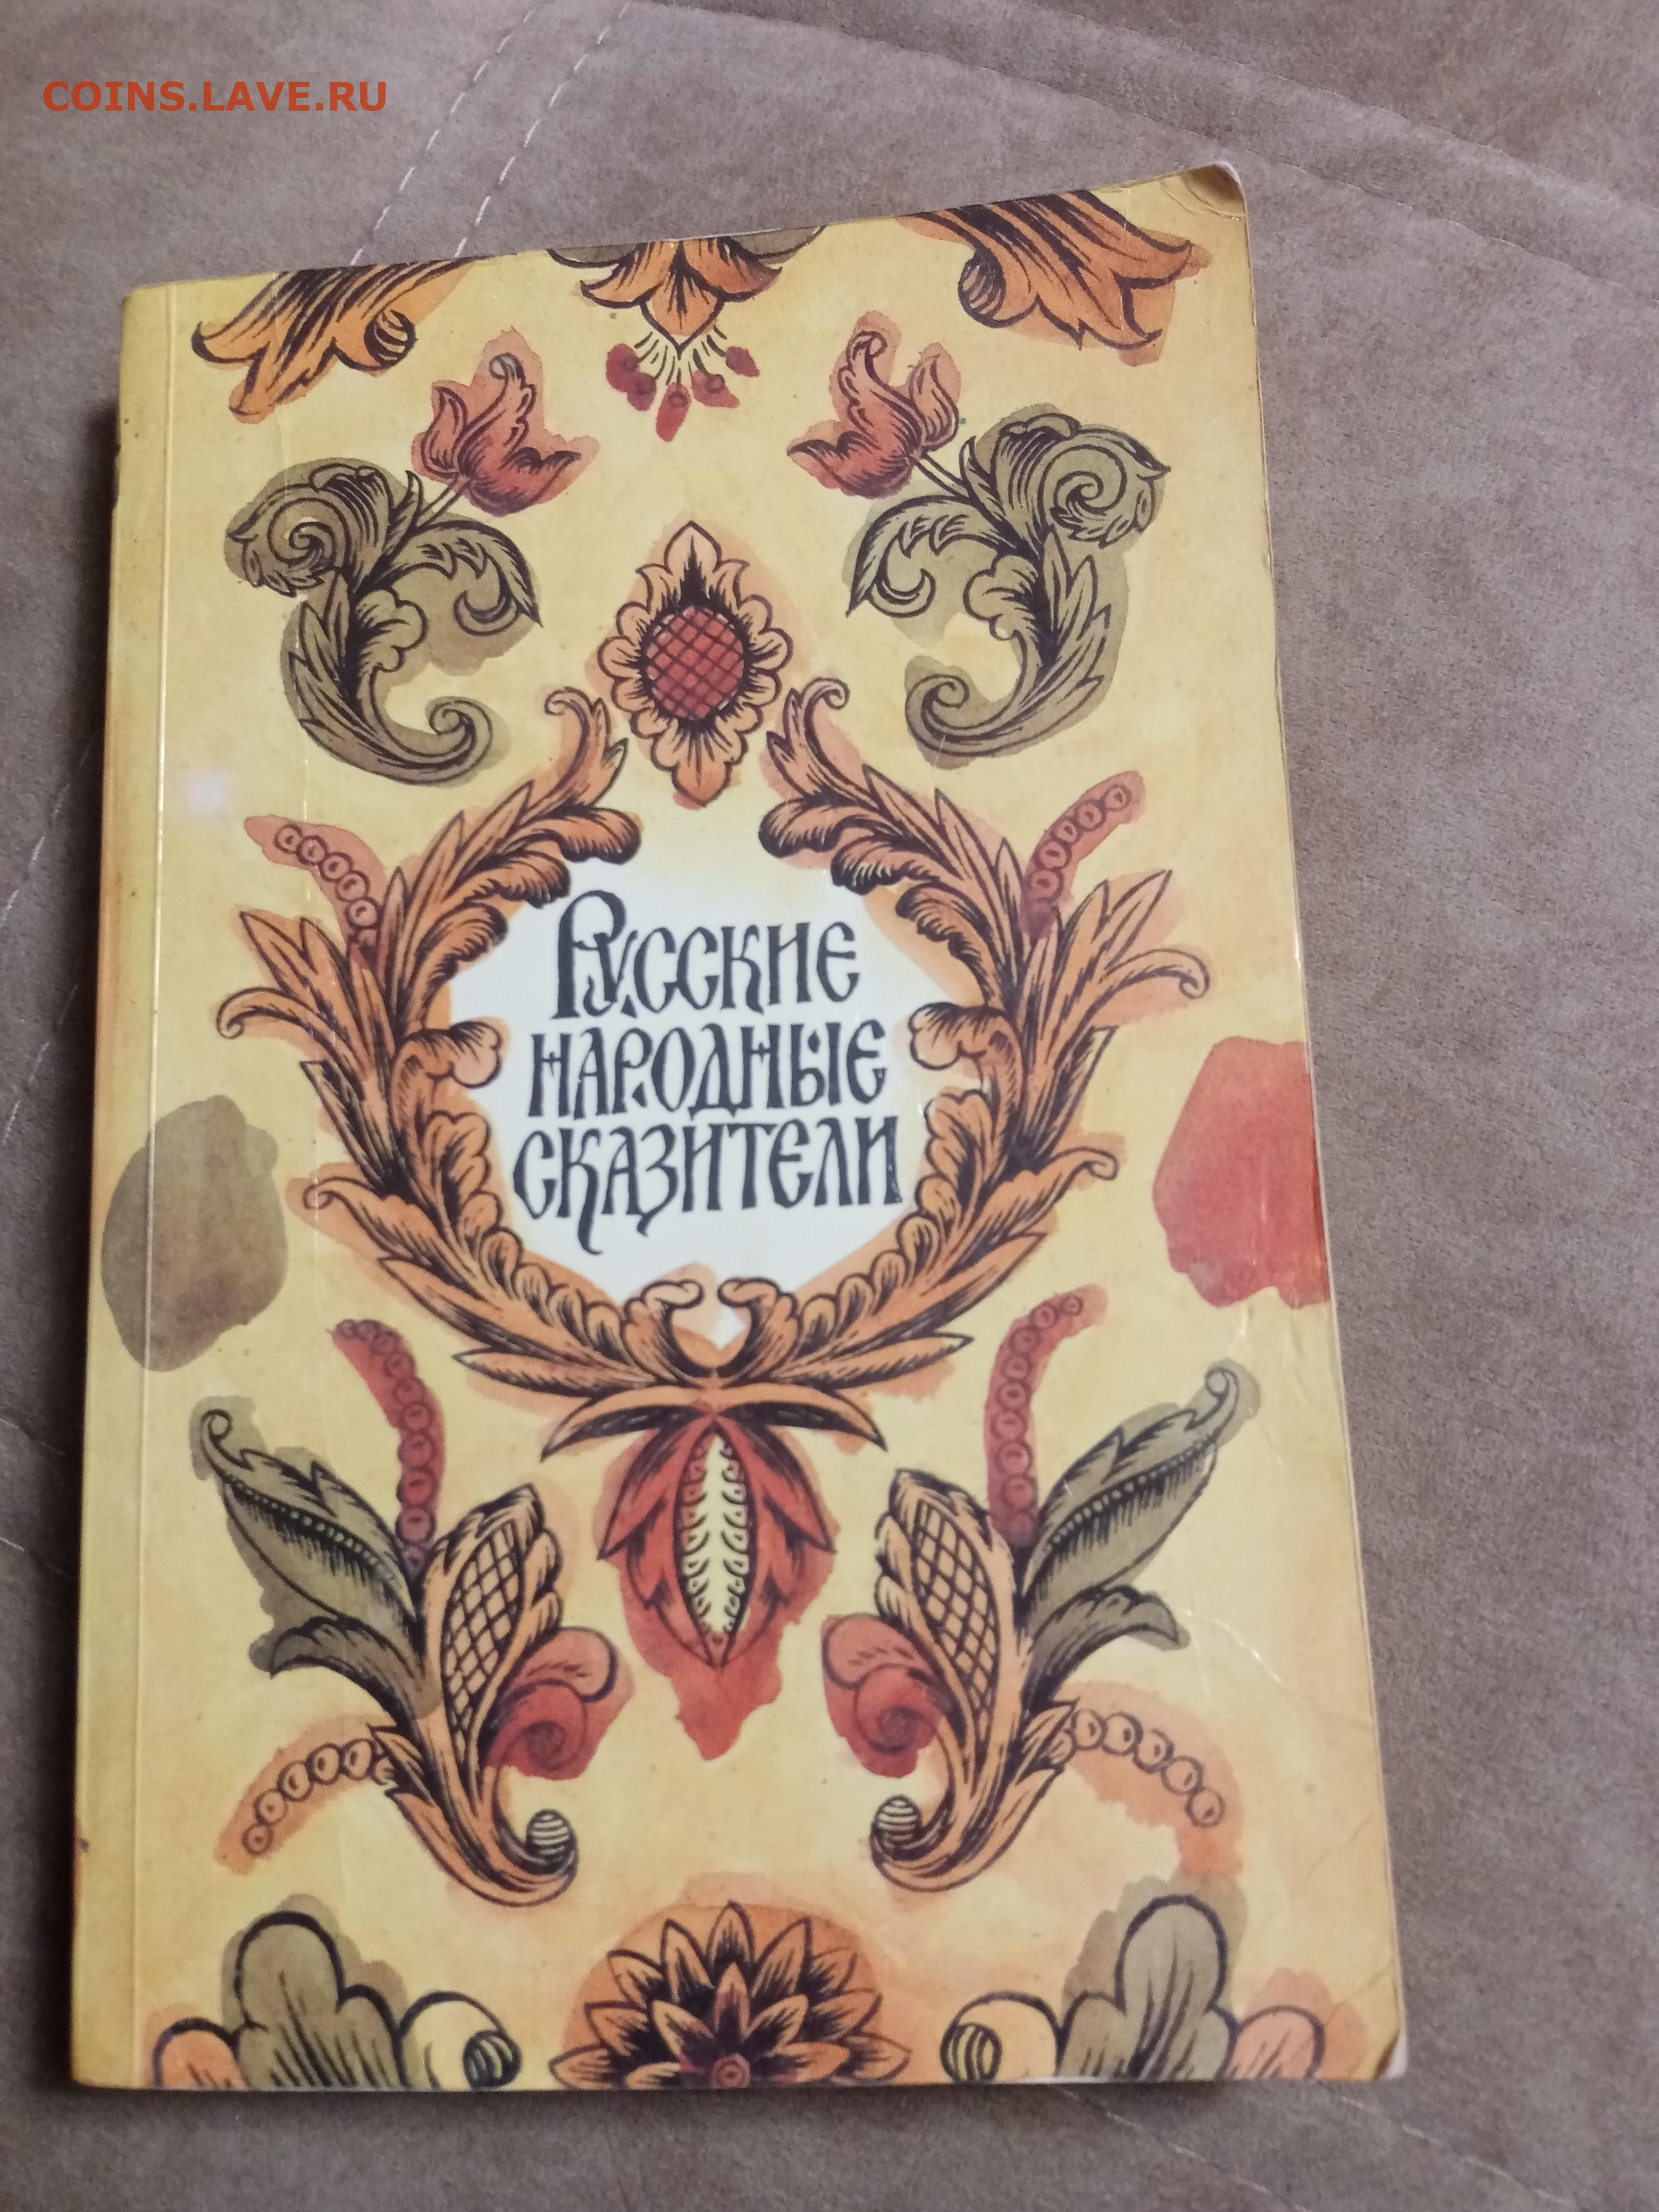 COINS.LAVE.RU
Русские
народные
сказители